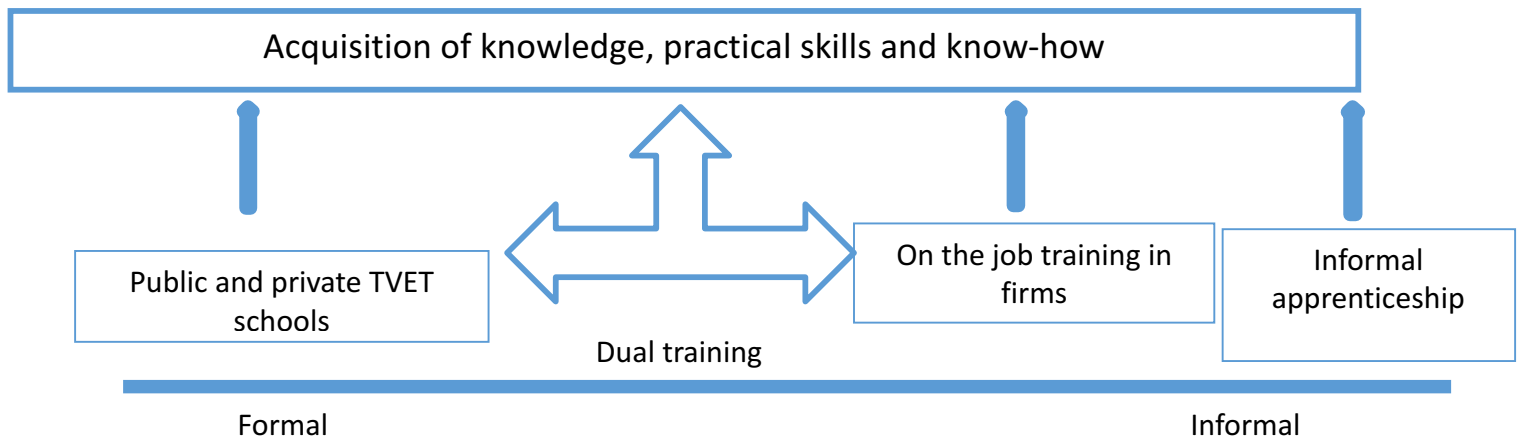 Acquisition of knowledge, practical skills and know-how
Public and private TVET
schools
On the job training in
firms
Informal
apprenticeship
Dual training
Formal
Informal